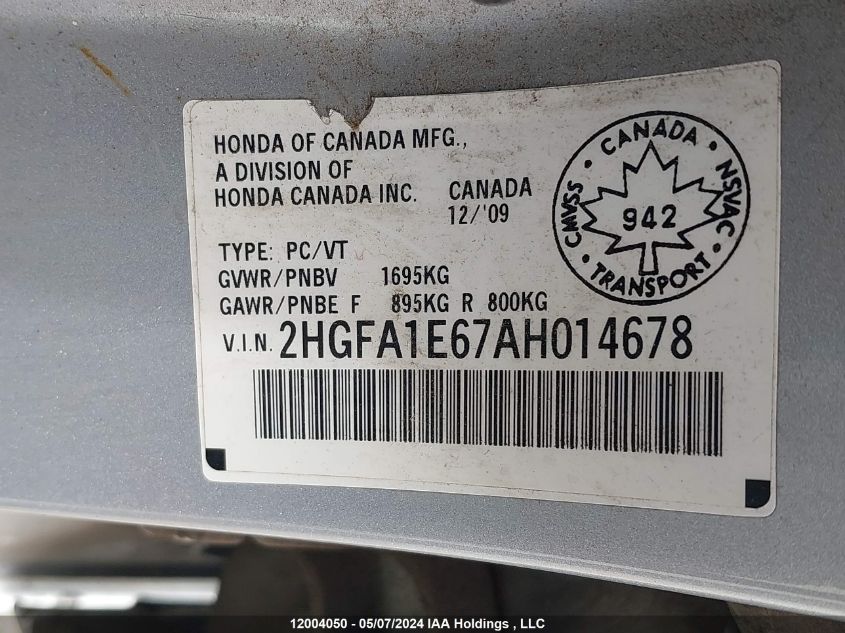 HONDA OF CANADA MFG.,
A DIVISION OF
HONDA CANADA INC. CANADA
12/'09
CANADA
CMVSS
942
NSVAC
TRANSPORT
TYPE: PC/VT
GVWR/PNBV 1695KG
GAWR/PNBE F 895KG R 800KG
V.I.N. 2HGFA1E67AH014678
12004050 - 05/07/2024 IAA Holdings , LLC